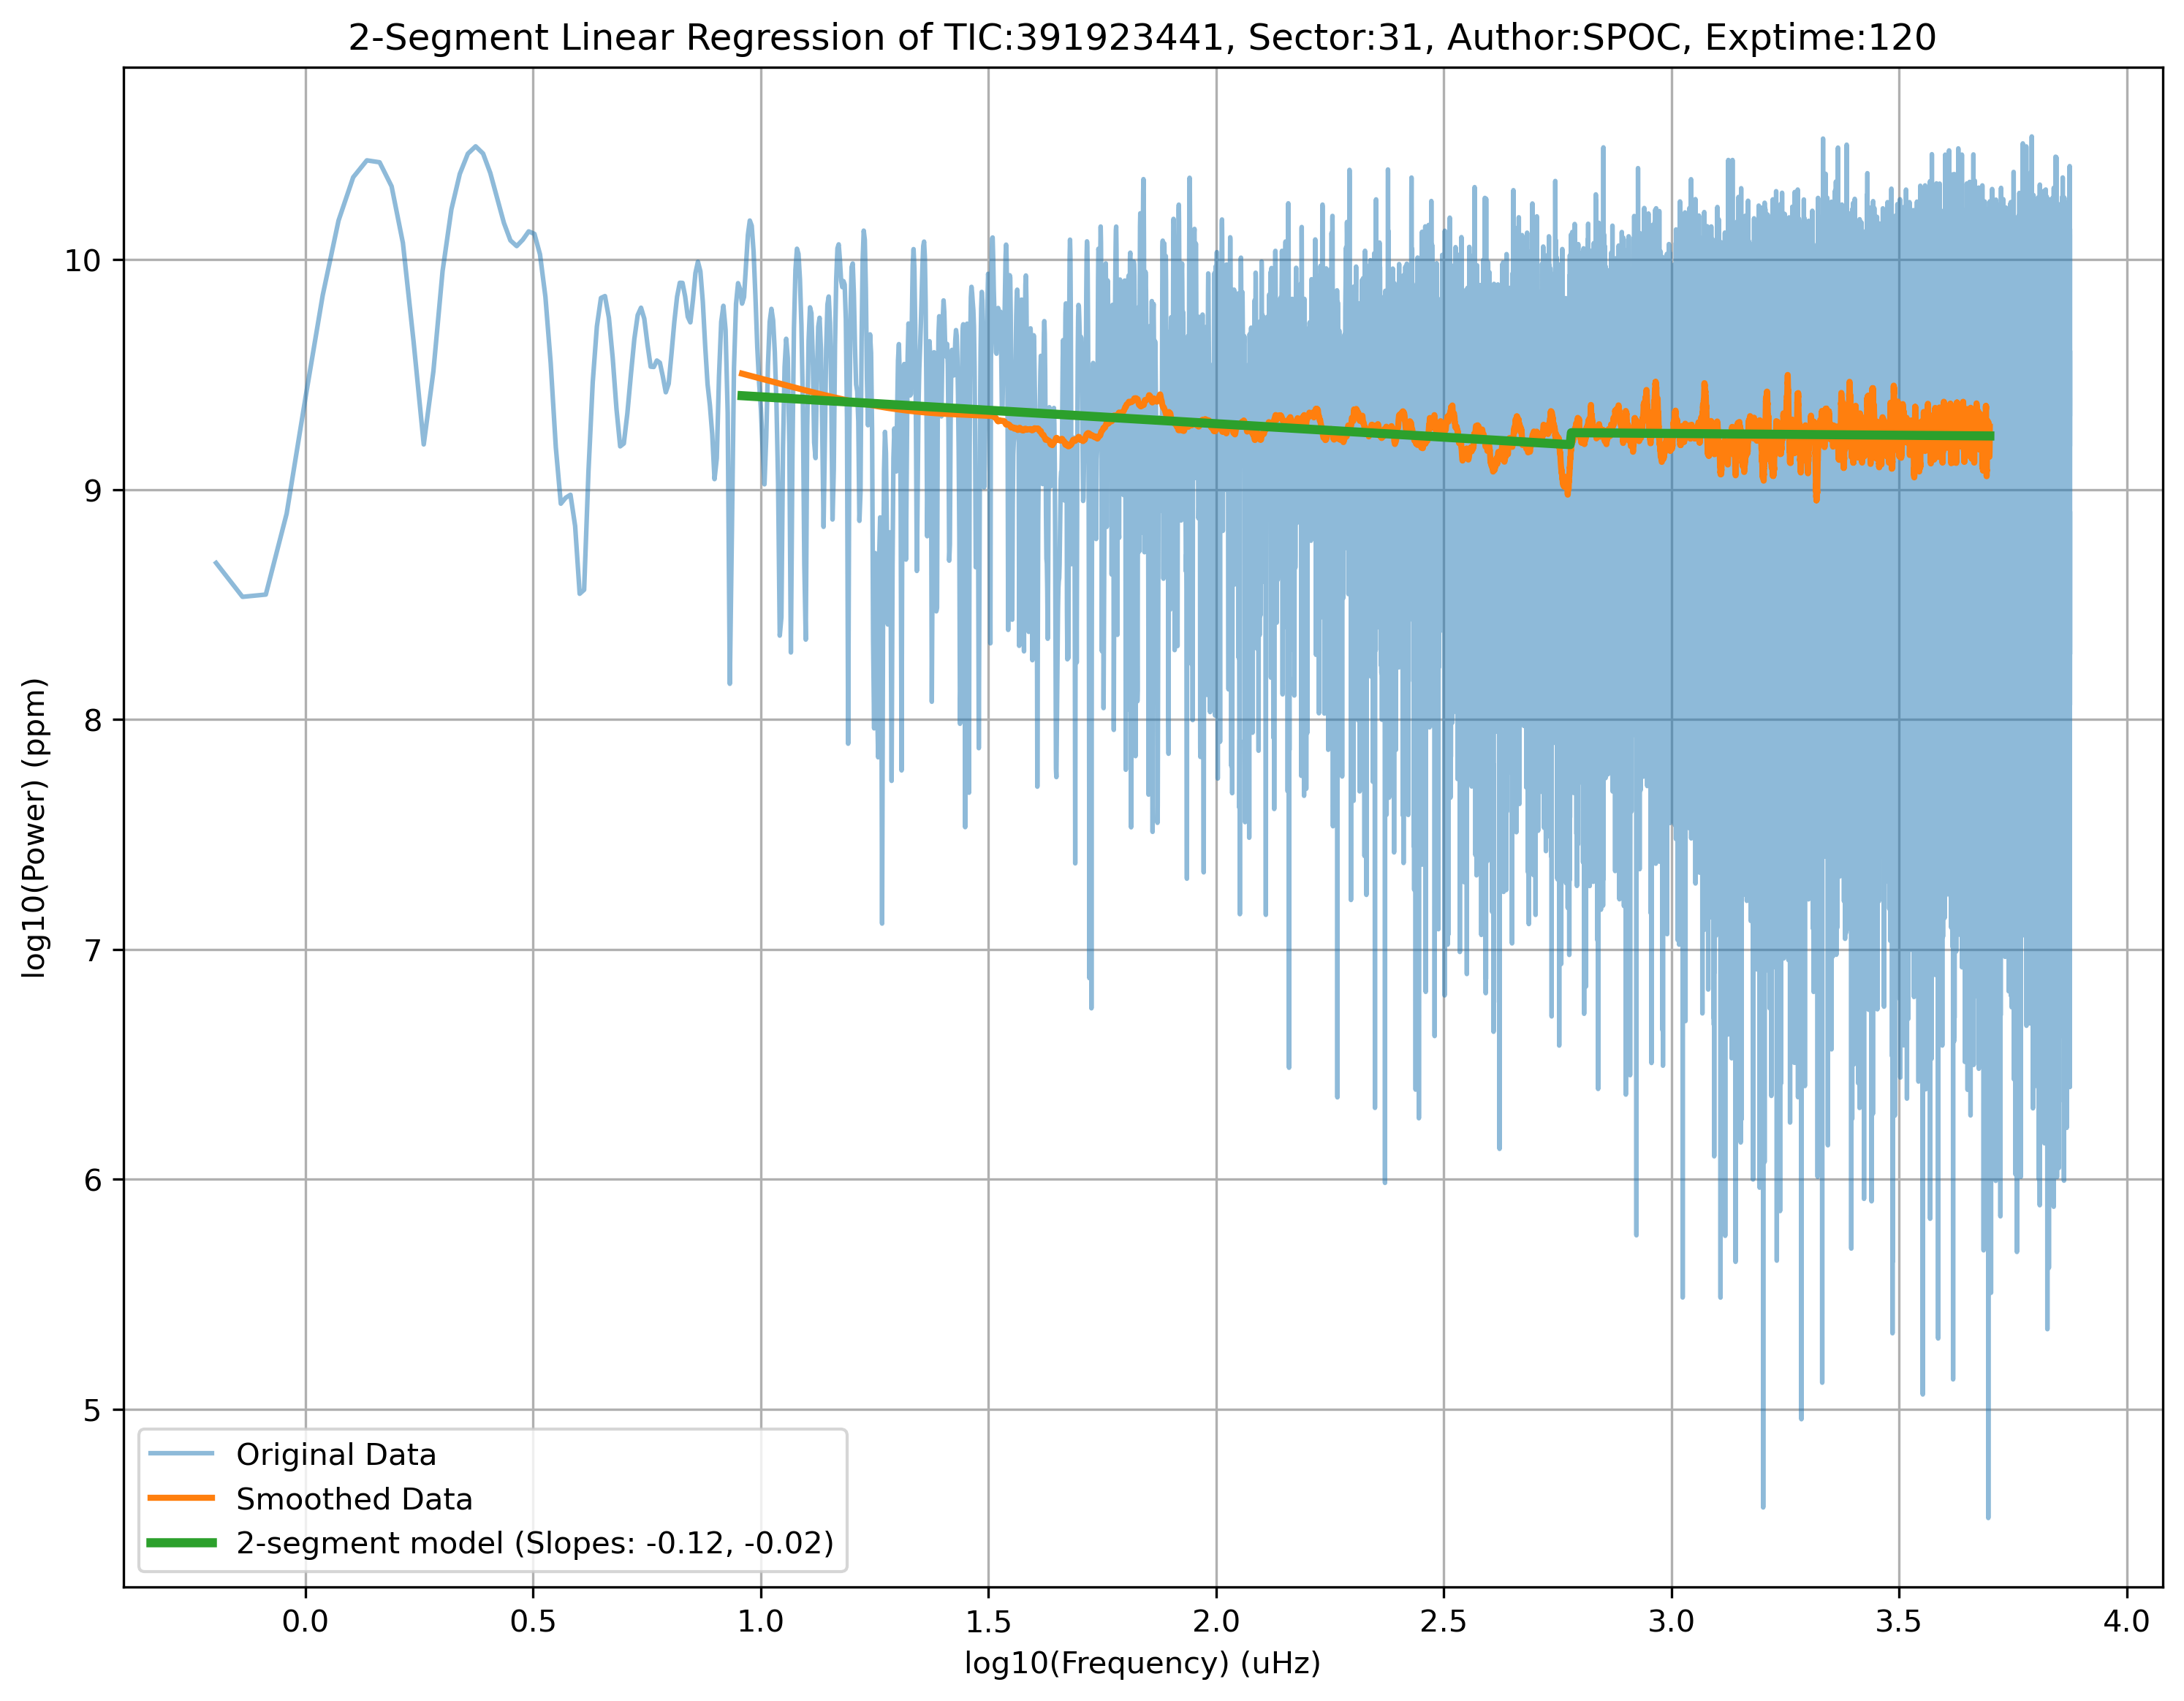 2-Segment Linear Regression of TIC:391923441, Sector:31, Author:SPOC, Exptime:120
log10(Power) (ppm)
10
9
8
7
6
5
Original Data
Smoothed Data
2-segment model (Slopes: -0.12, -0.02)
0.0 0.5 1.0 1.5 2.0 2.5 3.0 3.5 4.0
log10(Frequency) (uHz)